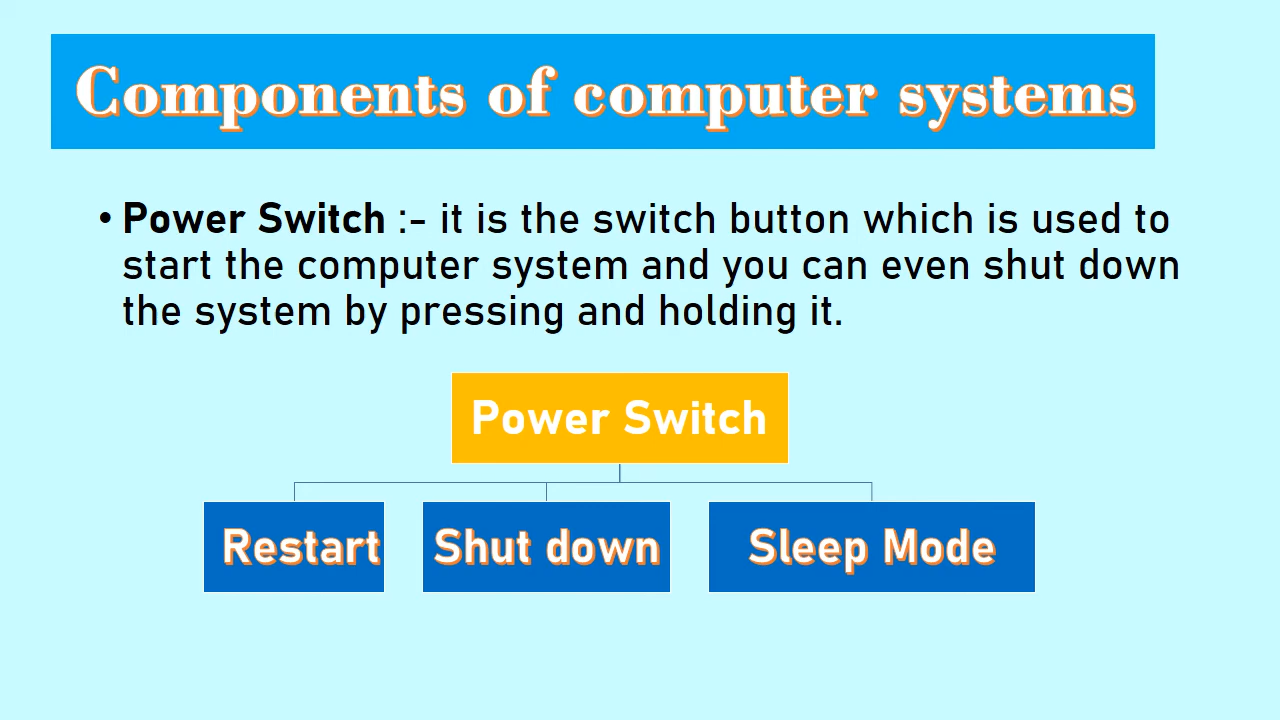 Components of computer systems
• Power Switch :- it is the switch button which is used to
start the computer system and you can even shut down
the system by pressing and holding it.
Power Switch
Restart
Shut down
Sleep Mode